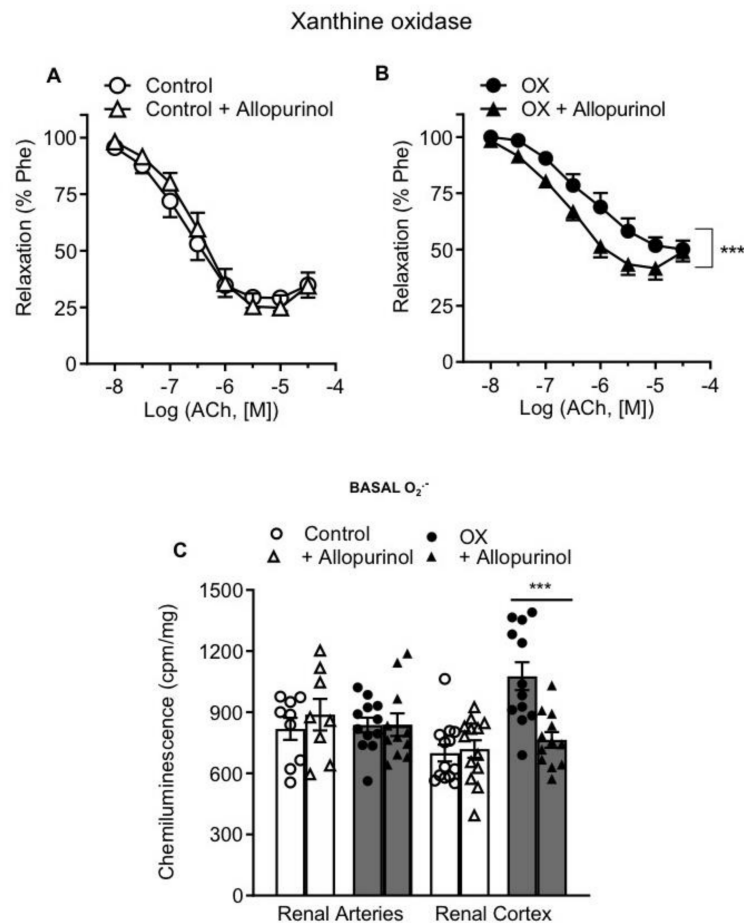 Xanthine oxidase
A
Control
Control + Allopurinol
Relaxation (% Phe)
100
75
50
25
0
-8 -7 -6 -5 -4
Log (ACh, [M])
B
OX
OX + Allopurinol
Relaxation (% Phe)
100
75
50
25
0
***
-8 -7 -6 -5 -4
Log (ACh, [M])
BASAL O₂·-
C
Control OX
+ Allopurinol + Allopurinol
Chemiluminescence (cpm/mg)
1500
1200
900
600
300
0
***
Renal Arteries Renal Cortex